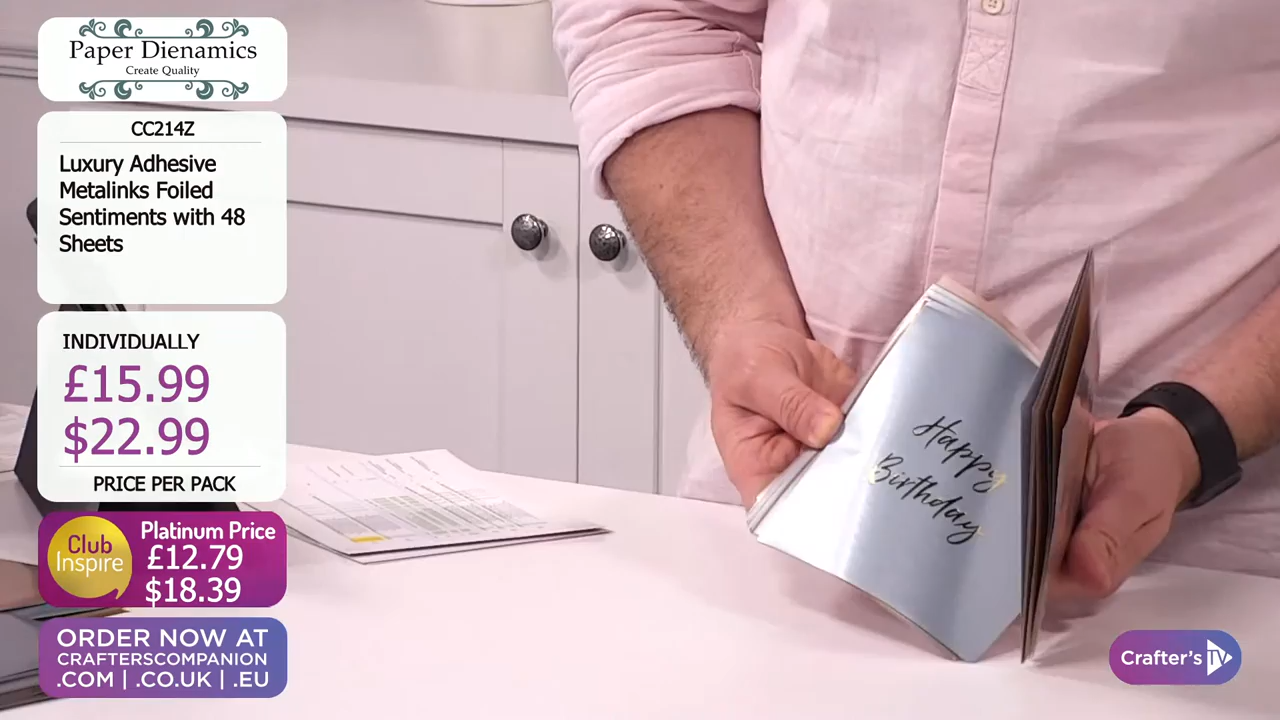 Paper Dienamics
Create Quality
CC214Z
Luxury Adhesive
Metalinks Foiled
Sentiments with 48
Sheets
INDIVIDUALLY
£15.99
$22.99
PRICE PER PACK
Club
Inspire
Platinum Price
£12.79
$18.39
ORDER NOW AT
CRAFTERSCOMPANION
.COM | .CO.UK | .EU
Happy
Birthday
Crafter's TV